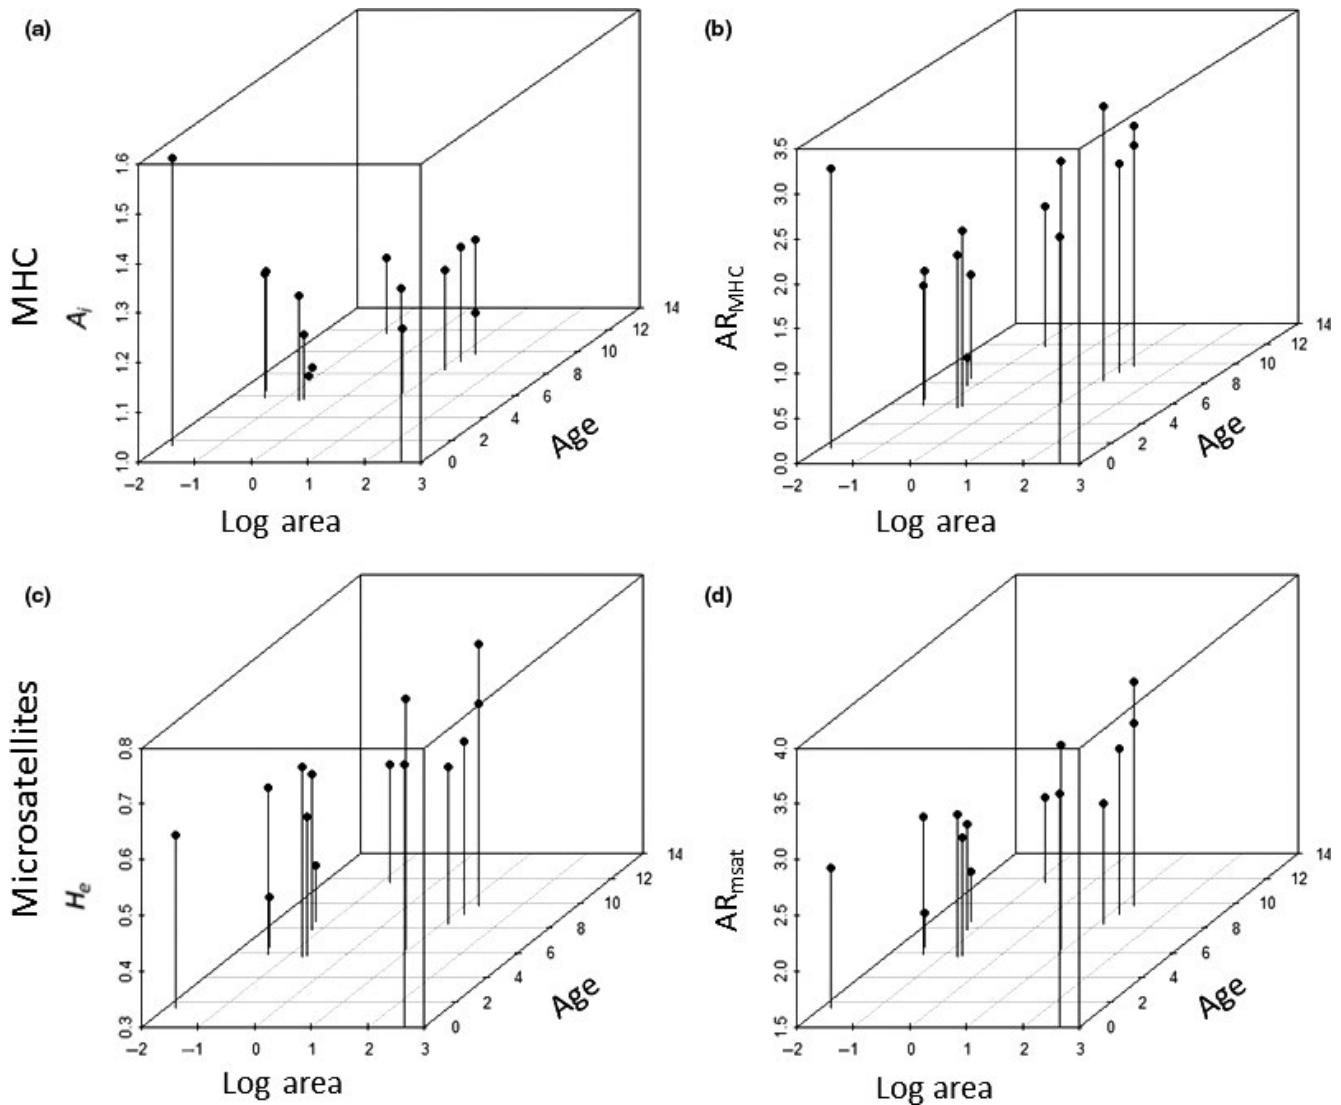 (a)
(b)
MHC
A_i
1.0 1.1 1.2 1.3 1.4 1.5 1.6
–2 –1 0 1 2 3
Log area
0 2 4 6 8 10 12 14
Age
AR_MHC
0.0 0.5 1.0 1.5 2.0 2.5 3.0 3.5
–2 –1 0 1 2 3
Log area
0 2 4 6 8 10 12 14
Age
(c)
(d)
Microsatellites
H_e
0.3 0.4 0.5 0.6 0.7 0.8
–2 –1 0 1 2 3
Log area
0 2 4 6 8 10 12 14
Age
AR_msat
1.5 2.0 2.5 3.0 3.5 4.0
–2 –1 0 1 2 3
Log area
0 2 4 6 8 10 12 14
Age